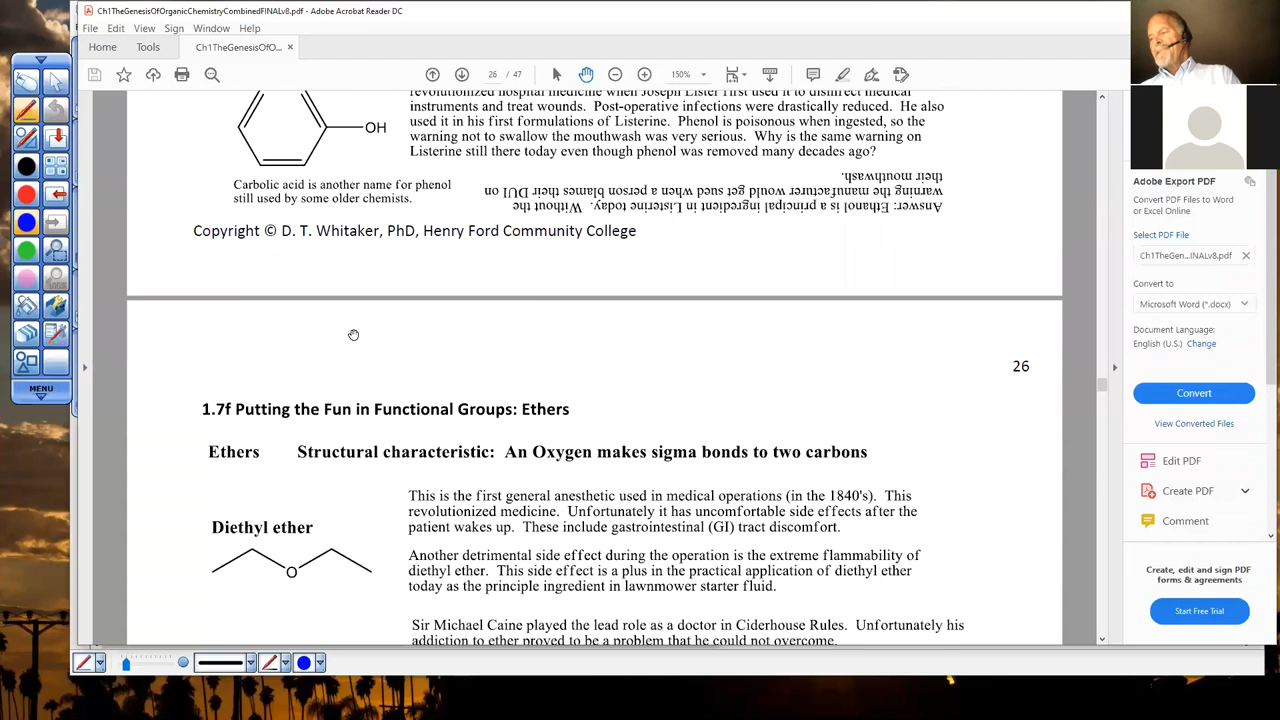 Ch1TheGenesisOfOrganicChemistryCombinedFINALv8.pdf - Adobe Acrobat Reader DC
File Edit View Sign Window Help
Home Tools Ch1TheGenesisOfO... ×
26 / 47 150%
revolutionized hospital medicine when Joseph Lister first used it to disinfect medical
instruments and treat wounds. Post-operative infections were drastically reduced. He also
used it in his first formulations of Listerine. Phenol is poisonous when ingested, so the
warning not to swallow the mouthwash was very serious. Why is the same warning on
Listerine still there today even though phenol was removed many decades ago?
OH
Carbolic acid is another name for phenol
still used by some older chemists.
Answer: Ethanol is a principal ingredient in Listerine today. Without the
warning the manufacturer would get sued when a person blames their DUI on
their mouthwash.
Copyright © D. T. Whitaker, PhD, Henry Ford Community College
26
1.7f Putting the Fun in Functional Groups: Ethers
Ethers Structural characteristic: An Oxygen makes sigma bonds to two carbons
This is the first general anesthetic used in medical operations (in the 1840's). This
revolutionized medicine. Unfortunately it has uncomfortable side effects after the
patient wakes up. These include gastrointestinal (GI) tract discomfort.
Diethyl ether
O
Another detrimental side effect during the operation is the extreme flammability of
diethyl ether. This side effect is a plus in the practical application of diethyl ether
today as the principle ingredient in lawnmower starter fluid.
Sir Michael Caine played the lead role as a doctor in Ciderhouse Rules. Unfortunately his
addiction to ether proved to be a problem that he could not overcome.
Adobe Export PDF
Convert PDF Files to Word
or Excel Online
Select PDF File
Ch1TheGen...INALv8.pdf
Convert to
Microsoft Word (*.docx)
Document Language:
English (U.S.) Change
Convert
View Converted Files
Edit PDF
Create PDF
Comment
Create, edit and sign PDF
forms & agreements
Start Free Trial
MENU